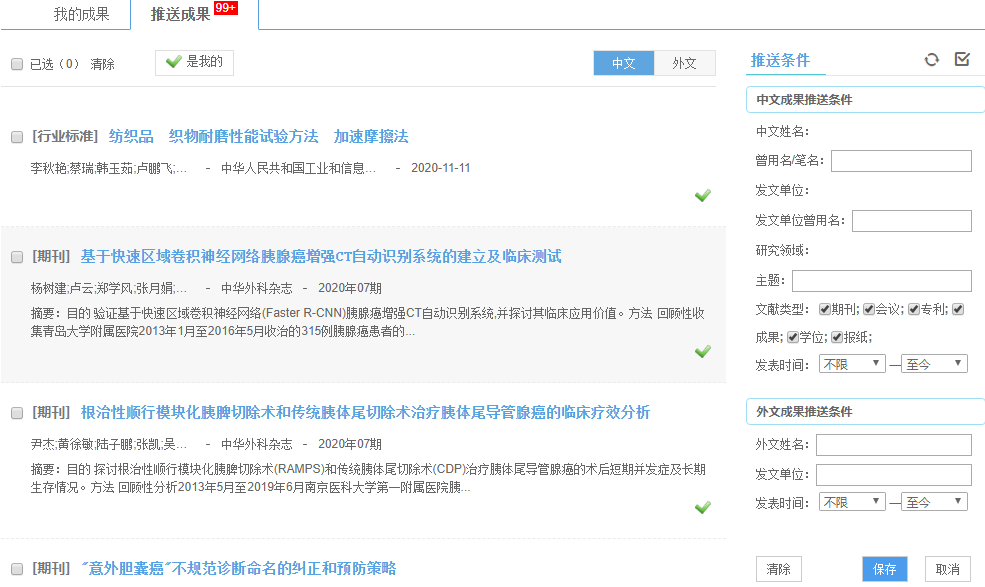 我的成果
推送成果
99+
已选（0） 清除
是我的
中文 外文
[行业标准] 纺织品 织物耐磨性能试验方法 加速摩擦法
李秋艳;蔡瑞;韩玉茹;卢鹏飞;... - 中华人民共和国工业和信息... - 2020-11-11
[期刊] 基于快速区域卷积神经网络胰腺癌增强CT自动识别系统的建立及临床测试
杨树建;卢云;郑学风;张月娟;... - 中华外科杂志 - 2020年07期
摘要：目的 验证基于快速区域卷积神经网络(Faster R-CNN)胰腺癌增强CT自动识别系统,并探讨其临床应用价值。方法 回顾性收
集青岛大学附属医院2013年1月至2016年5月收治的315例胰腺癌患者的...
[期刊] 根治性顺行模块化胰脾切除术和传统胰体尾切除术治疗胰体尾导管腺癌的临床疗效分析
尹杰;黄徐敏;陆子鹏;张凯;吴... - 中华外科杂志 - 2020年07期
摘要：目的 探讨根治性顺行模块化胰脾切除术(RAMPS)和传统胰体尾切除术(CDP)治疗胰体尾导管腺癌的术后短期并发症及长期
生存情况。方法 回顾性分析2013年5月至2019年6月南京医科大学第一附属医院胰...
[期刊] "意外胆囊癌"不规范诊断命名的纠正和预防策略
推送条件
中文成果推送条件
中文姓名：
曾用名/笔名：
发文单位：
发文单位曾用名：
研究领域：
主题：
文献类型： 期刊; 会议; 专利;
成果; 学位; 报纸;
发表时间： 不限 — 至今
外文成果推送条件
外文姓名：
发文单位：
发表时间： 不限 — 至今
清除 保存 取消